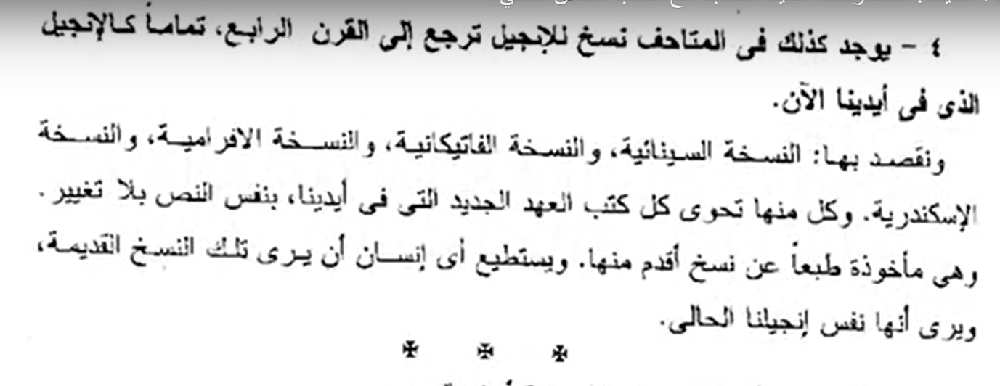 ٤ - يوجد كذلك فى المتاحف نسخ للإنجيل ترجع إلى القرن الرابع، تماماً كالإنجيل
الذى فى أيدينا الآن.
ونقصد بها: النسخة السينائية، والنسخة الفاتيكانية، والنسخة الافرامية، والنسخة
الإسكندرية. وكل منها تحوى كل كتب العهد الجديد التى فى أيدينا، بنفس النص بلا تغيير.
وهى مأخوذة طبعاً عن نسخ أقدم منها. ويستطيع أى إنسان أن يرى تلك النسخ القديمة،
ويرى أنها نفس إنجيلنا الحالى.